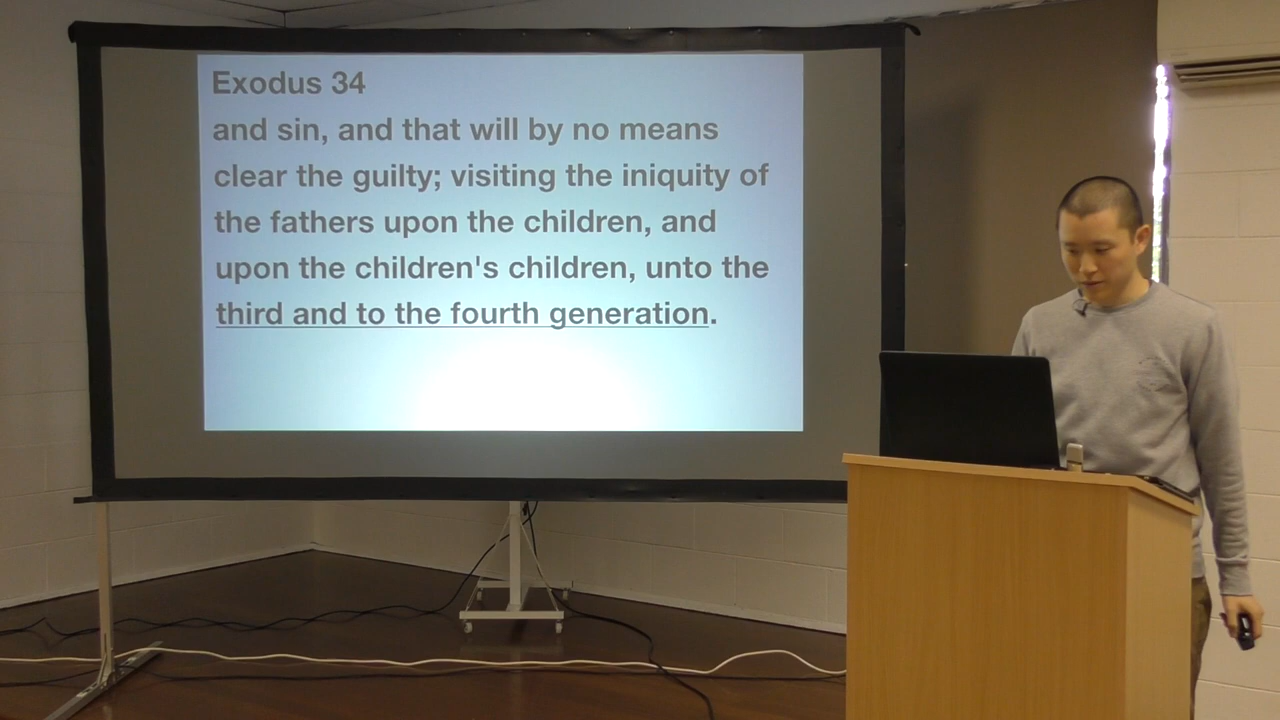 Exodus 34
and sin, and that will by no means
clear the guilty; visiting the iniquity of
the fathers upon the children, and
upon the children's children, unto the
third and to the fourth generation.